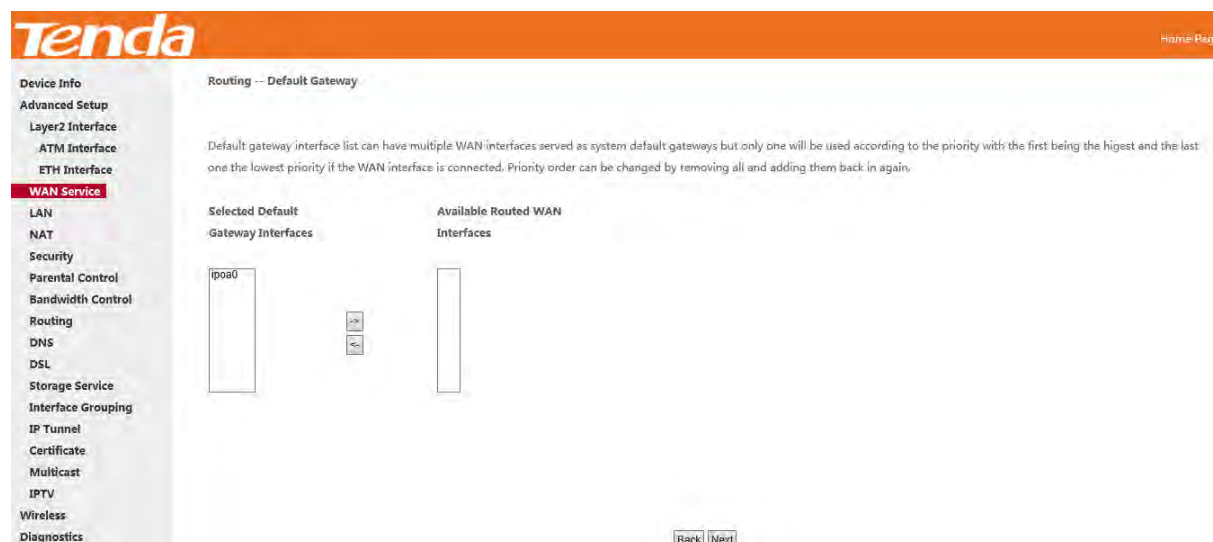 Tenda
Home Pag
Device Info
Advanced Setup
Layer2 Interface
ATM Interface
ETH Interface
WAN Service
LAN
NAT
Security
Parental Control
Bandwidth Control
Routing
DNS
DSL
Storage Service
Interface Grouping
IP Tunnel
Certificate
Multicast
IPTV
Wireless
Diagnostics
Routing -- Default Gateway
Default gateway interface list can have multiple WAN interfaces served as system default gateways but only one will be used according to the priority with the first being the higest and the last
one the lowest priority if the WAN interface is connected. Priority order can be changed by removing all and adding them back in again.
Selected Default
Gateway Interfaces
Available Routed WAN
Interfaces
ipoa0
->
<-
Back Next